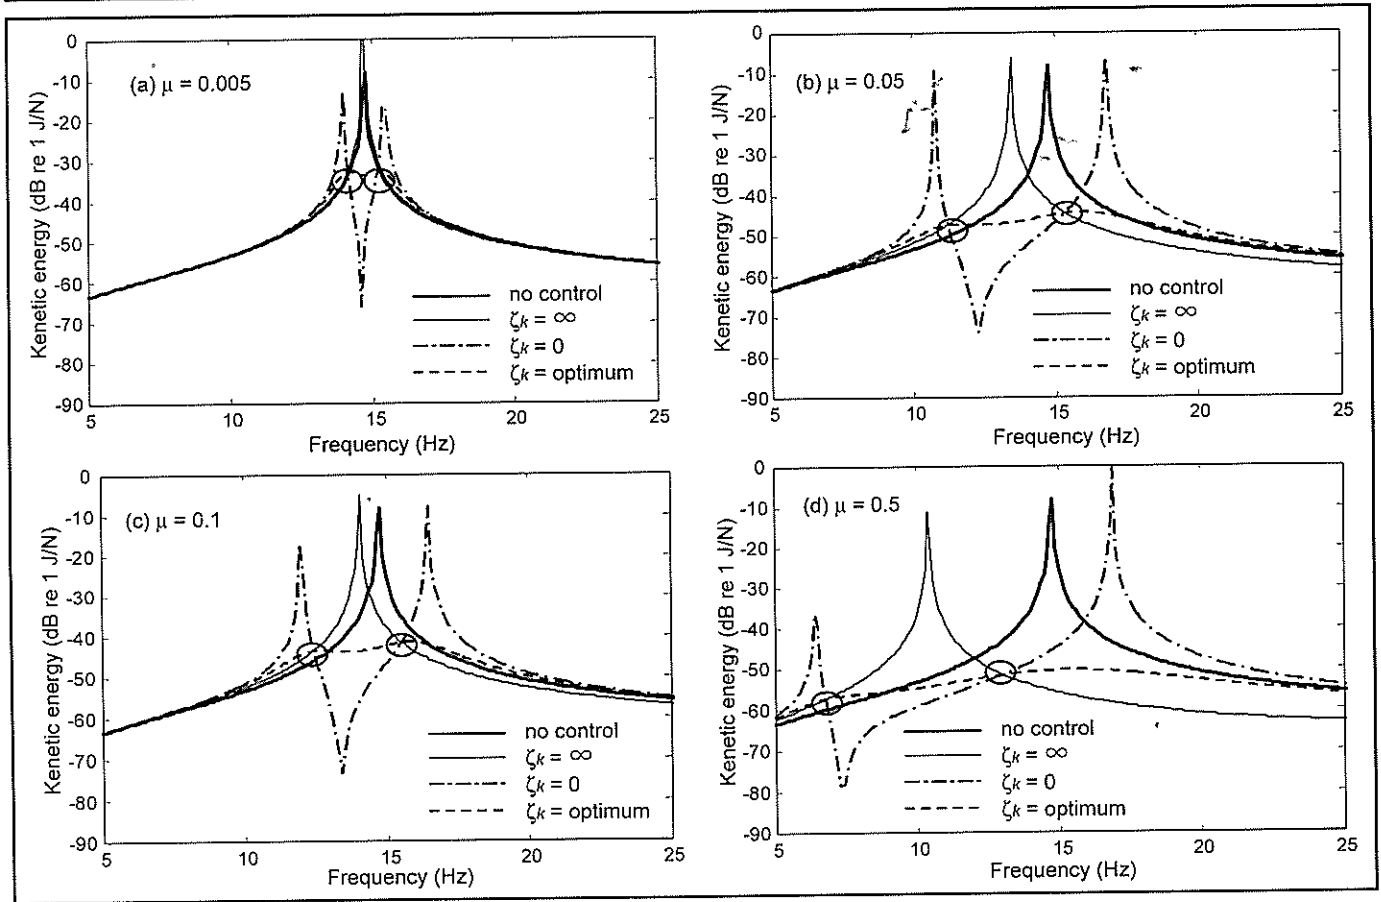 (a) μ = 0.005
Kenetic energy (dB re 1 J/N)
0
-10
-20
-30
-40
-50
-60
-70
-80
-90
no control
ζk = ∞
ζk = 0
ζk = optimum
5
10
15
20
25
Frequency (Hz)
(b) μ = 0.05
Kenetic energy (dB re 1 J/N)
0
-10
-20
-30
-40
-50
-60
-70
-80
-90
no control
ζk = ∞
ζk = 0
ζk = optimum
5
10
15
20
25
Frequency (Hz)
(c) μ = 0.1
Kenetic energy (dB re 1 J/N)
0
-10
-20
-30
-40
-50
-60
-70
-80
-90
no control
ζk = ∞
ζk = 0
ζk = optimum
5
10
15
20
25
Frequency (Hz)
(d) μ = 0.5
Kenetic energy (dB re 1 J/N)
0
-10
-20
-30
-40
-50
-60
-70
-80
-90
no control
ζk = ∞
ζk = 0
ζk = optimum
5
10
15
20
25
Frequency (Hz)